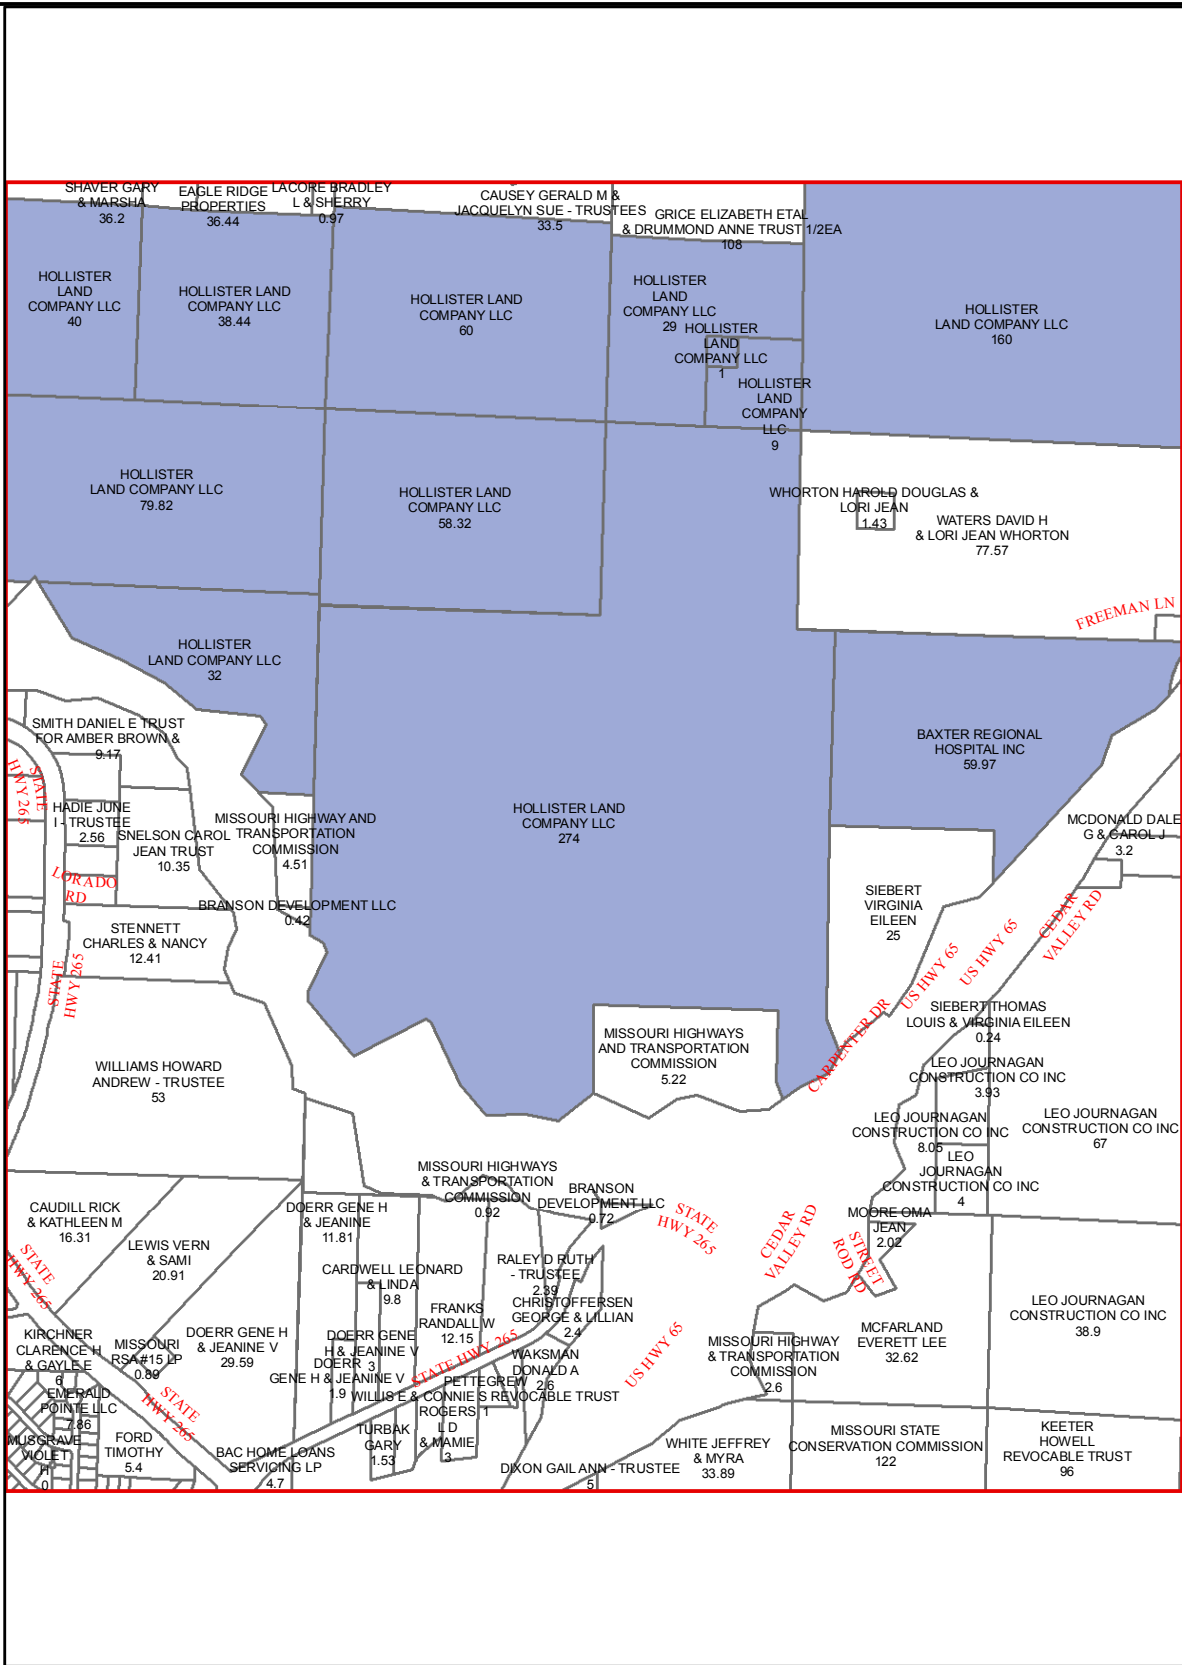 SHAVER GARY
& MARSHA
36.2
EAGLE RIDGE
PROPERTIES
36.44
LACORE BRADLEY
L & SHERRY
0.97
CAUSEY GERALD M &
JACQUELYN SUE - TRUSTEES
33.5
GRICE ELIZABETH ETAL
& DRUMMOND ANNE TRUST 1/2EA
108
HOLLISTER
LAND
COMPANY LLC
40
HOLLISTER LAND
COMPANY LLC
38.44
HOLLISTER LAND
COMPANY LLC
60
HOLLISTER
LAND
COMPANY LLC
29
HOLLISTER
LAND
COMPANY LLC
1
HOLLISTER
LAND
COMPANY
LLC
9
HOLLISTER
LAND COMPANY LLC
160
HOLLISTER
LAND COMPANY LLC
79.82
HOLLISTER LAND
COMPANY LLC
58.32
WHORTON HAROLD DOUGLAS &
LORI JEAN
1.43
WATERS DAVID H
& LORI JEAN WHORTON
77.57
FREEMAN LN
HOLLISTER
LAND COMPANY LLC
32
SMITH DANIEL E TRUST
FOR AMBER BROWN &
9.17
BAXTER REGIONAL
HOSPITAL INC
59.97
STATE
HWY 265
HADIE JUNE
I - TRUSTEE
2.56
SNELSON CAROL
JEAN TRUST
10.35
MISSOURI HIGHWAY AND
TRANSPORTATION
COMMISSION
4.51
HOLLISTER LAND
COMPANY LLC
274
MCDONALD DALE
G & CAROL J
3.2
LORADO
RD
BRANSON DEVELOPMENT LLC
0.42
SIEBERT
VIRGINIA
EILEEN
25
CEDAR
VALLEY RD
STENNETT
CHARLES & NANCY
12.41
US HWY 65
US HWY 65
STATE
HWY 265
CARPENTER DR
SIEBERT THOMAS
LOUIS & VIRGINIA EILEEN
0.24
MISSOURI HIGHWAYS
AND TRANSPORTATION
COMMISSION
5.22
WILLIAMS HOWARD
ANDREW - TRUSTEE
53
LEO JOURNAGAN
CONSTRUCTION CO INC
3.93
LEO JOURNAGAN
CONSTRUCTION CO INC
8.05
LEO JOURNAGAN
CONSTRUCTION CO INC
67
LEO
JOURNAGAN
CONSTRUCTION CO INC
4
MISSOURI HIGHWAYS
& TRANSPORTATION
COMMISSION
0.92
BRANSON
DEVELOPMENT LLC
0.72
CAUDILL RICK
& KATHLEEN M
16.31
DOERR GENE H
& JEANINE
11.81
STATE
HWY 265
CEDAR
VALLEY RD
MOORE OMA
JEAN
2.02
STREET
ROD RD
LEWIS VERN
& SAMI
20.91
STATE
HWY 265
CARDWELL LEONARD
& LINDA
9.8
RALEY D RUTH
- TRUSTEE
2.39
FRANKS
RANDALL W
12.15
CHRISTOFFERSEN
GEORGE & LILLIAN
2.4
LEO JOURNAGAN
CONSTRUCTION CO INC
38.9
KIRCHNER
CLARENCE H
& GAYLE E
6
MISSOURI
RSA #15 LP
0.89
DOERR GENE H
& JEANINE V
29.59
DOERR GENE
H & JEANINE V
3
DOERR
GENE H & JEANINE V
1.9
STATE HWY 265
WAKSMAN
DONALD A
2.6
US HWY 65
MISSOURI HIGHWAY
& TRANSPORTATION
COMMISSION
2.6
MCFARLAND
EVERETT LEE
32.62
EMERALD
POINTE LLC
7.86
STATE
HWY 265
PETTEGREW
WILLIS E & CONNIE S REVOCABLE TRUST
1
ROGERS
L D
& MAMIE
3
MUSGRAVE
VIOLET
H
0
FORD
TIMOTHY
5.4
BAC HOME LOANS
SERVICING LP
4.7
TURBAK
GARY
1.53
DIXON GAIL ANN - TRUSTEE
5
WHITE JEFFREY
& MYRA
33.89
MISSOURI STATE
CONSERVATION COMMISSION
122
KEETER
HOWELL
REVOCABLE TRUST
96